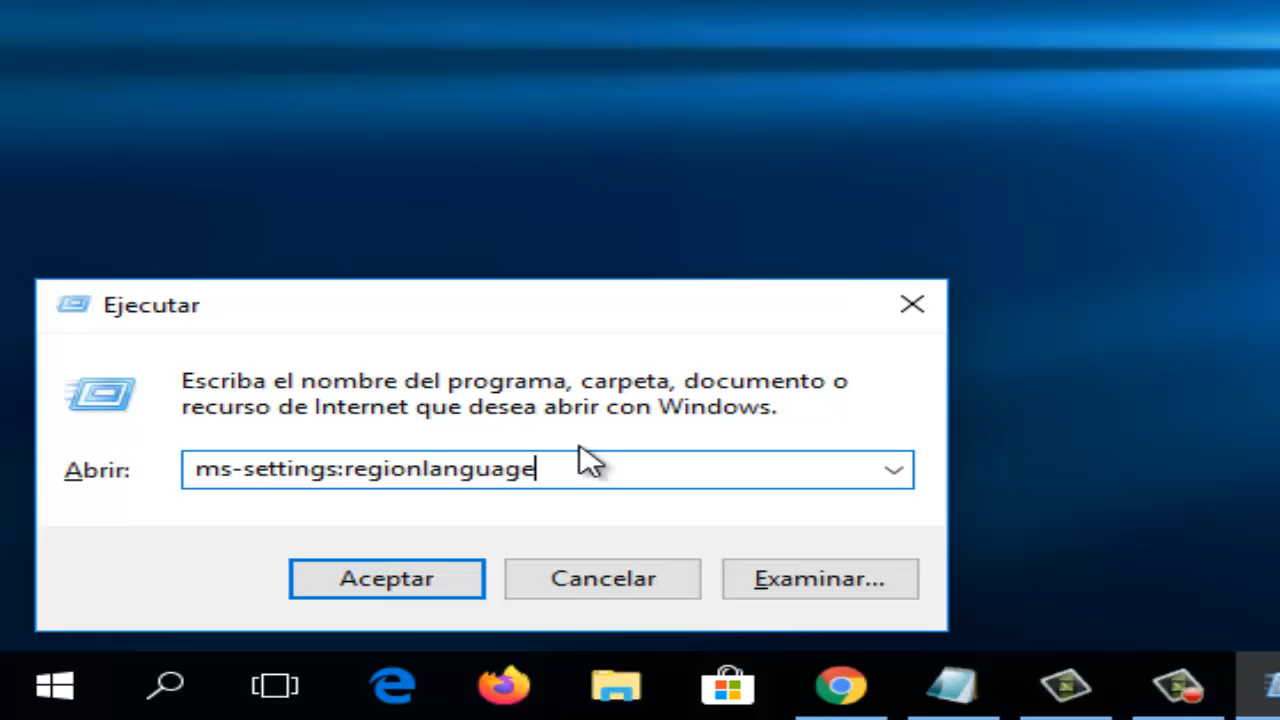 Ejecutar
Escriba el nombre del programa, carpeta, documento o
recurso de Internet que desea abrir con Windows.
Abrir:
ms-settings:regionlanguage
Aceptar
Cancelar
Examinar...